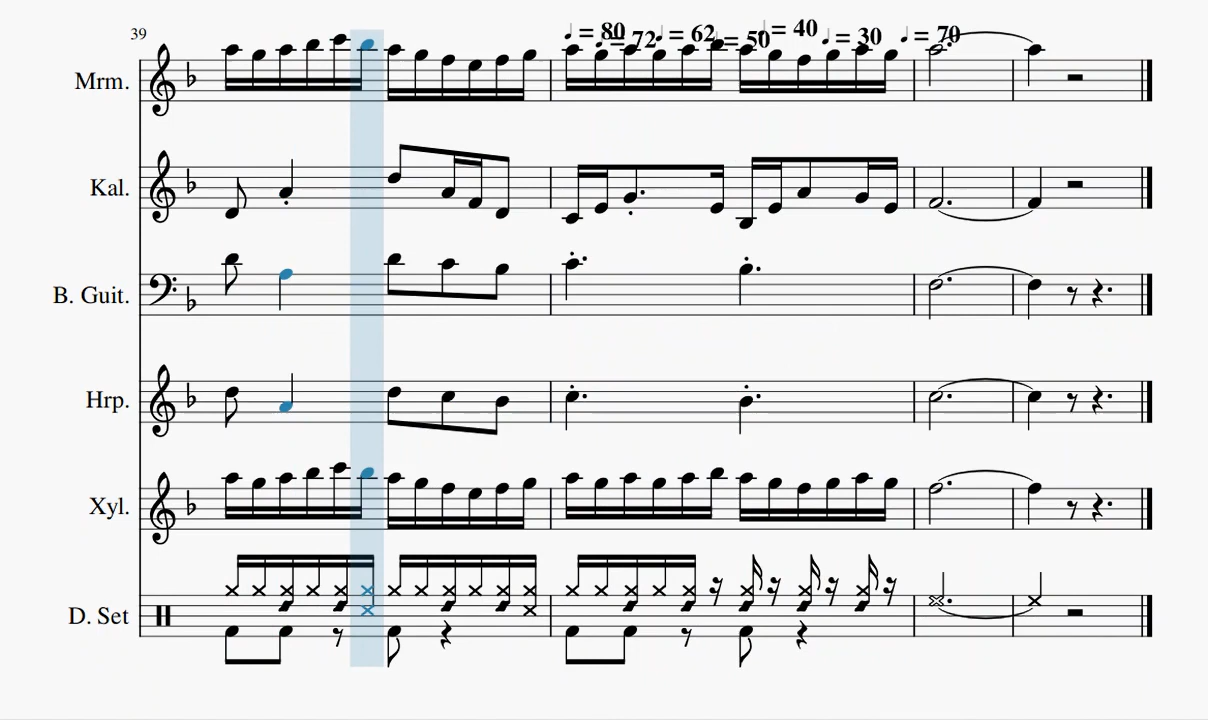 39
♩ = 80 ♩ = 72 ♩ = 62 ♩ = 50 ♩ = 40 ♩ = 30 ♩ = 70
Mrm.
Kal.
B. Guit.
Hrp.
Xyl.
D. Set